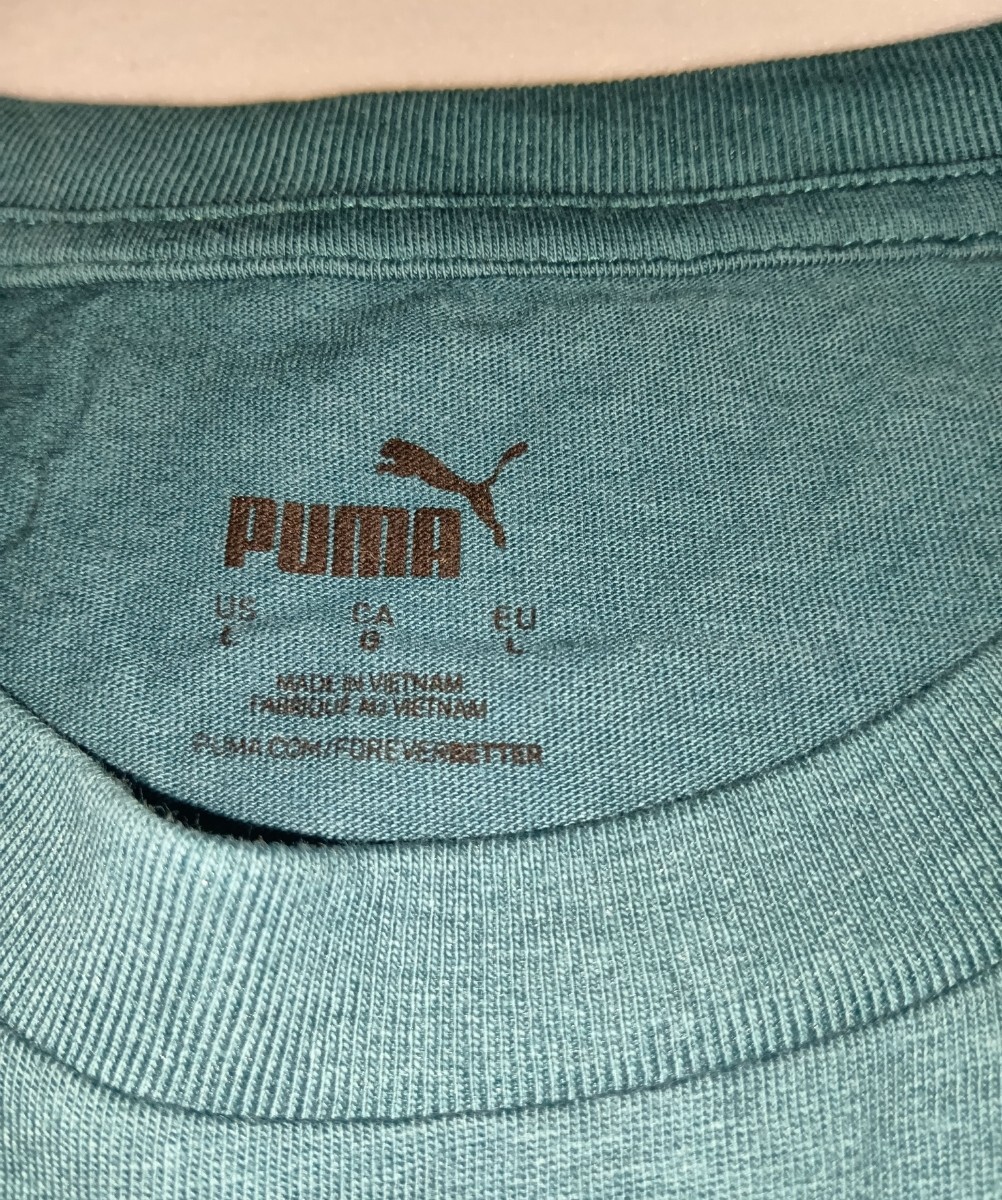 PUMA
US CA EU
L G L
MADE IN VIETNAM
FABRIQUÉ AU VIETNAM
PUMA.COM/FOREVERBETTER